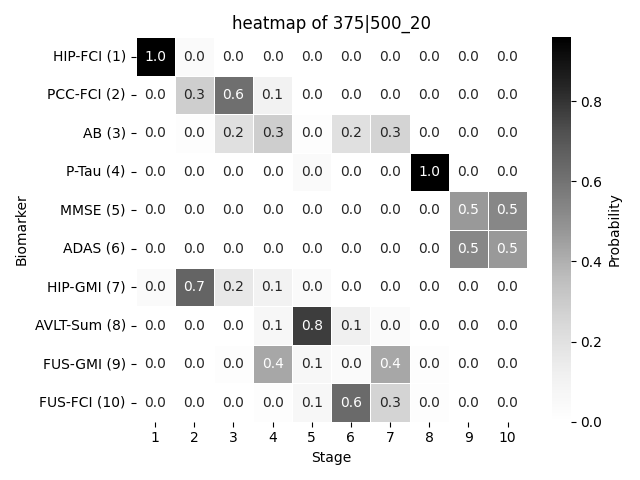 heatmap of 375|500_20
HIP-FCI (1) 1.0 0.0 0.0 0.0 0.0 0.0 0.0 0.0 0.0 0.0
PCC-FCI (2) 0.0 0.3 0.6 0.1 0.0 0.0 0.0 0.0 0.0 0.0
AB (3) 0.0 0.0 0.2 0.3 0.0 0.2 0.3 0.0 0.0 0.0
P-Tau (4) 0.0 0.0 0.0 0.0 0.0 0.0 0.0 1.0 0.0 0.0
MMSE (5) 0.0 0.0 0.0 0.0 0.0 0.0 0.0 0.0 0.5 0.5
ADAS (6) 0.0 0.0 0.0 0.0 0.0 0.0 0.0 0.0 0.5 0.5
HIP-GMI (7) 0.0 0.7 0.2 0.1 0.0 0.0 0.0 0.0 0.0 0.0
AVLT-Sum (8) 0.0 0.0 0.0 0.1 0.8 0.1 0.0 0.0 0.0 0.0
FUS-GMI (9) 0.0 0.0 0.0 0.4 0.1 0.0 0.4 0.0 0.0 0.0
FUS-FCI (10) 0.0 0.0 0.0 0.0 0.1 0.6 0.3 0.0 0.0 0.0
1 2 3 4 5 6 7 8 9 10
Stage
Biomarker
0.8
0.6
0.4
0.2
0.0
Probability